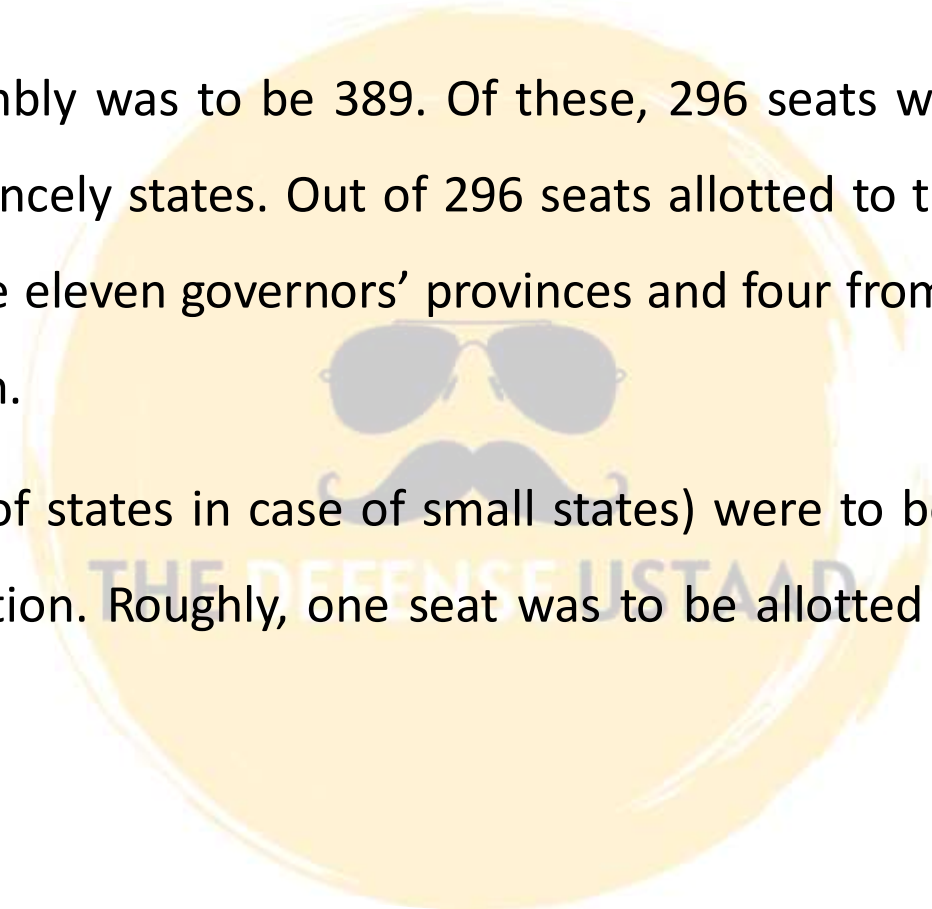 mbly was to be 389. Of these, 296 seats w
ncely states. Out of 296 seats allotted to t
e eleven governors’ provinces and four from
n.
of states in case of small states) were to be
THE DEFENSE USTAAD
tion. Roughly, one seat was to be allotted